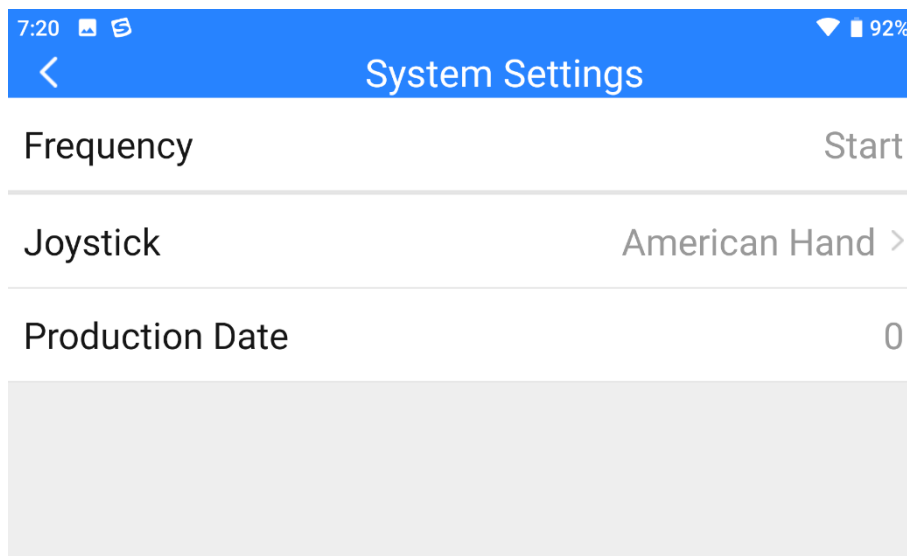 7:20 92%
System Settings
Frequency Start
Joystick American Hand
Production Date 0